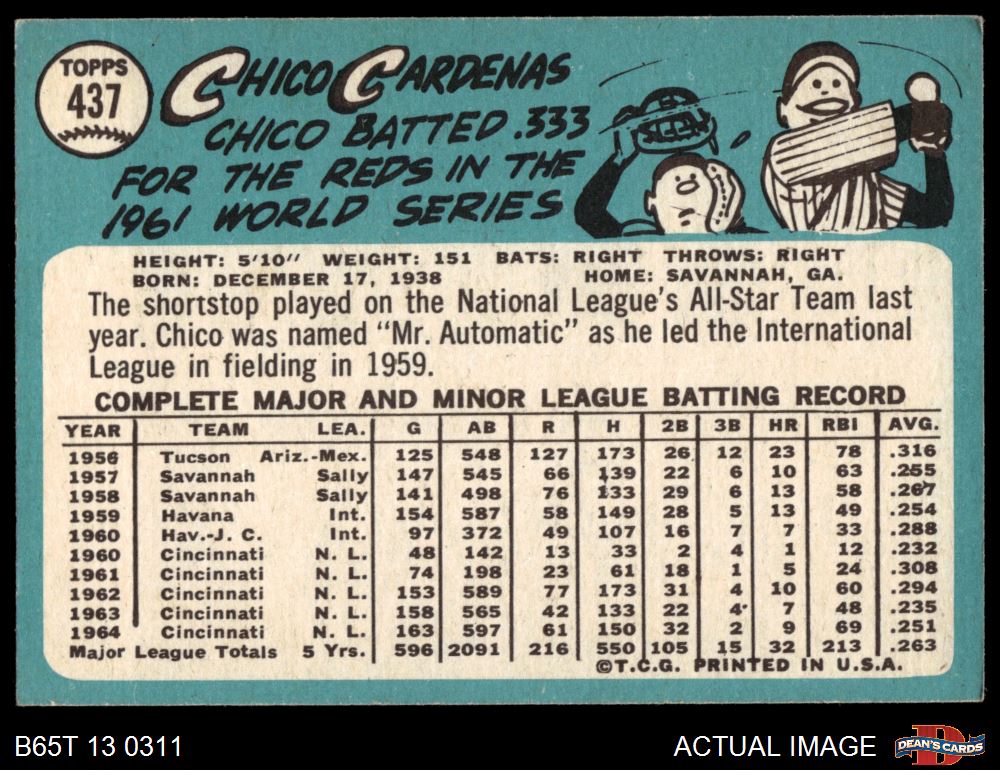 TOPPS
437
CHICO CARDENAS
CHICO BATTED .333
FOR THE REDS IN THE
1961 WORLD SERIES
HEIGHT: 5'10" WEIGHT: 151 BATS: RIGHT THROWS: RIGHT
BORN: DECEMBER 17, 1938 HOME: SAVANNAH, GA.
The shortstop played on the National League's All-Star Team last
year. Chico was named "Mr. Automatic" as he led the International
League in fielding in 1959.
COMPLETE MAJOR AND MINOR LEAGUE BATTING RECORD
YEAR TEAM LEA. G AB R H 2B 3B HR RBI AVG.
1956 Tucson Ariz.-Mex. 125 548 127 173 26 12 23 78 .316
1957 Savannah Sally 147 545 66 139 22 6 10 63 .255
1958 Savannah Sally 141 498 76 133 29 6 13 58 .267
1959 Havana Int. 154 587 58 149 28 5 13 49 .254
1960 Hav.-J. C. Int. 97 372 49 107 16 7 7 33 .288
1960 Cincinnati N. L. 48 142 13 33 2 4 1 12 .232
1961 Cincinnati N. L. 74 198 23 61 18 1 5 24 .308
1962 Cincinnati N. L. 153 589 77 173 31 4 10 60 .294
1963 Cincinnati N. L. 158 565 42 133 22 4 7 48 .235
1964 Cincinnati N. L. 163 597 61 150 32 2 9 69 .251
Major League Totals 5 Yrs. 596 2091 216 550 105 15 32 213 .263
©T.C.G. PRINTED IN U.S.A.
B65T 13 0311
ACTUAL IMAGE
D
DEAN'S CARDS